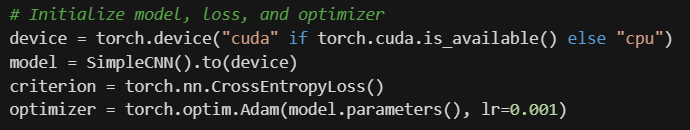 # Initialize model, loss, and optimizer
device = torch.device("cuda" if torch.cuda.is_available() else "cpu")
model = SimpleCNN().to(device)
criterion = torch.nn.CrossEntropyLoss()
optimizer = torch.optim.Adam(model.parameters(), lr=0.001)